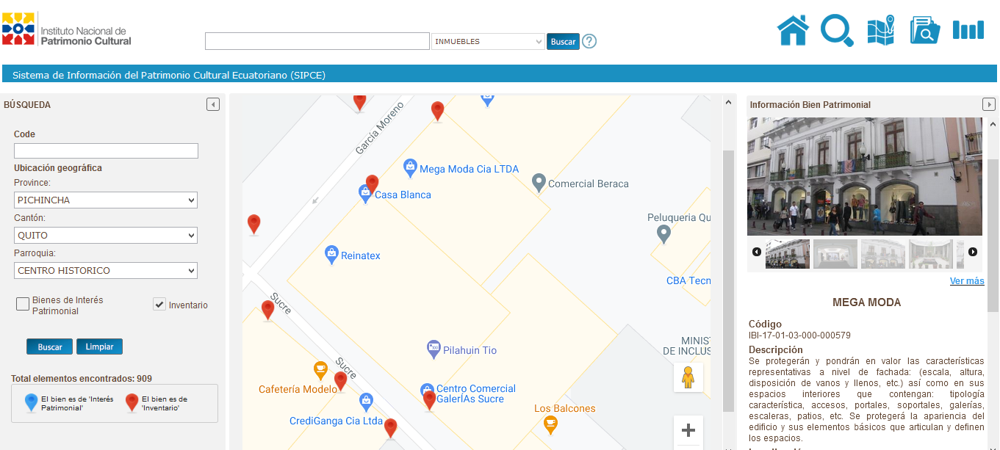 Instituto Nacional de
Patrimonio Cultural
INMUEBLES
Buscar
?
Sistema de Información del Patrimonio Cultural Ecuatoriano (SIPCE)
BÚSQUEDA
Code
Ubicación geográfica
Province:
PICHINCHA
Cantón:
QUITO
Parroquia:
CENTRO HISTORICO
Bienes de Interés
Patrimonial
Inventario
Buscar
Limpiar
Total elementos encontrados: 909
El bien es de 'Interés
Patrimonial'
El bien es de
'Inventario'
García Moreno
Mega Moda Cia LTDA
Casa Blanca
Comercial Beraca
Peluqueria Qu
Reinatex
CBA Tecn
Sucre
Pilahuin Tio
MINIS
DE INCLUS
Sucre
Cafetería Modelo
Centro Comercial
GalerÍAs Sucre
CrediGanga Cia Ltda
Los Balcones
+
Información Bien Patrimonial
Ver más
MEGA MODA
Código
IBI-17-01-03-000-000579
Descripción
Se protegerán y pondrán en valor las características
representativas a nivel de fachada: (escala, altura,
disposición de vanos y llenos, etc.) así como en sus
espacios interiores que contengan: tipología
característica, accesos, portales, soportales, galerías,
escaleras, patios, etc. Se protegerá la apariencia del
edificio y sus elementos básicos que articulan y definen
los espacios.